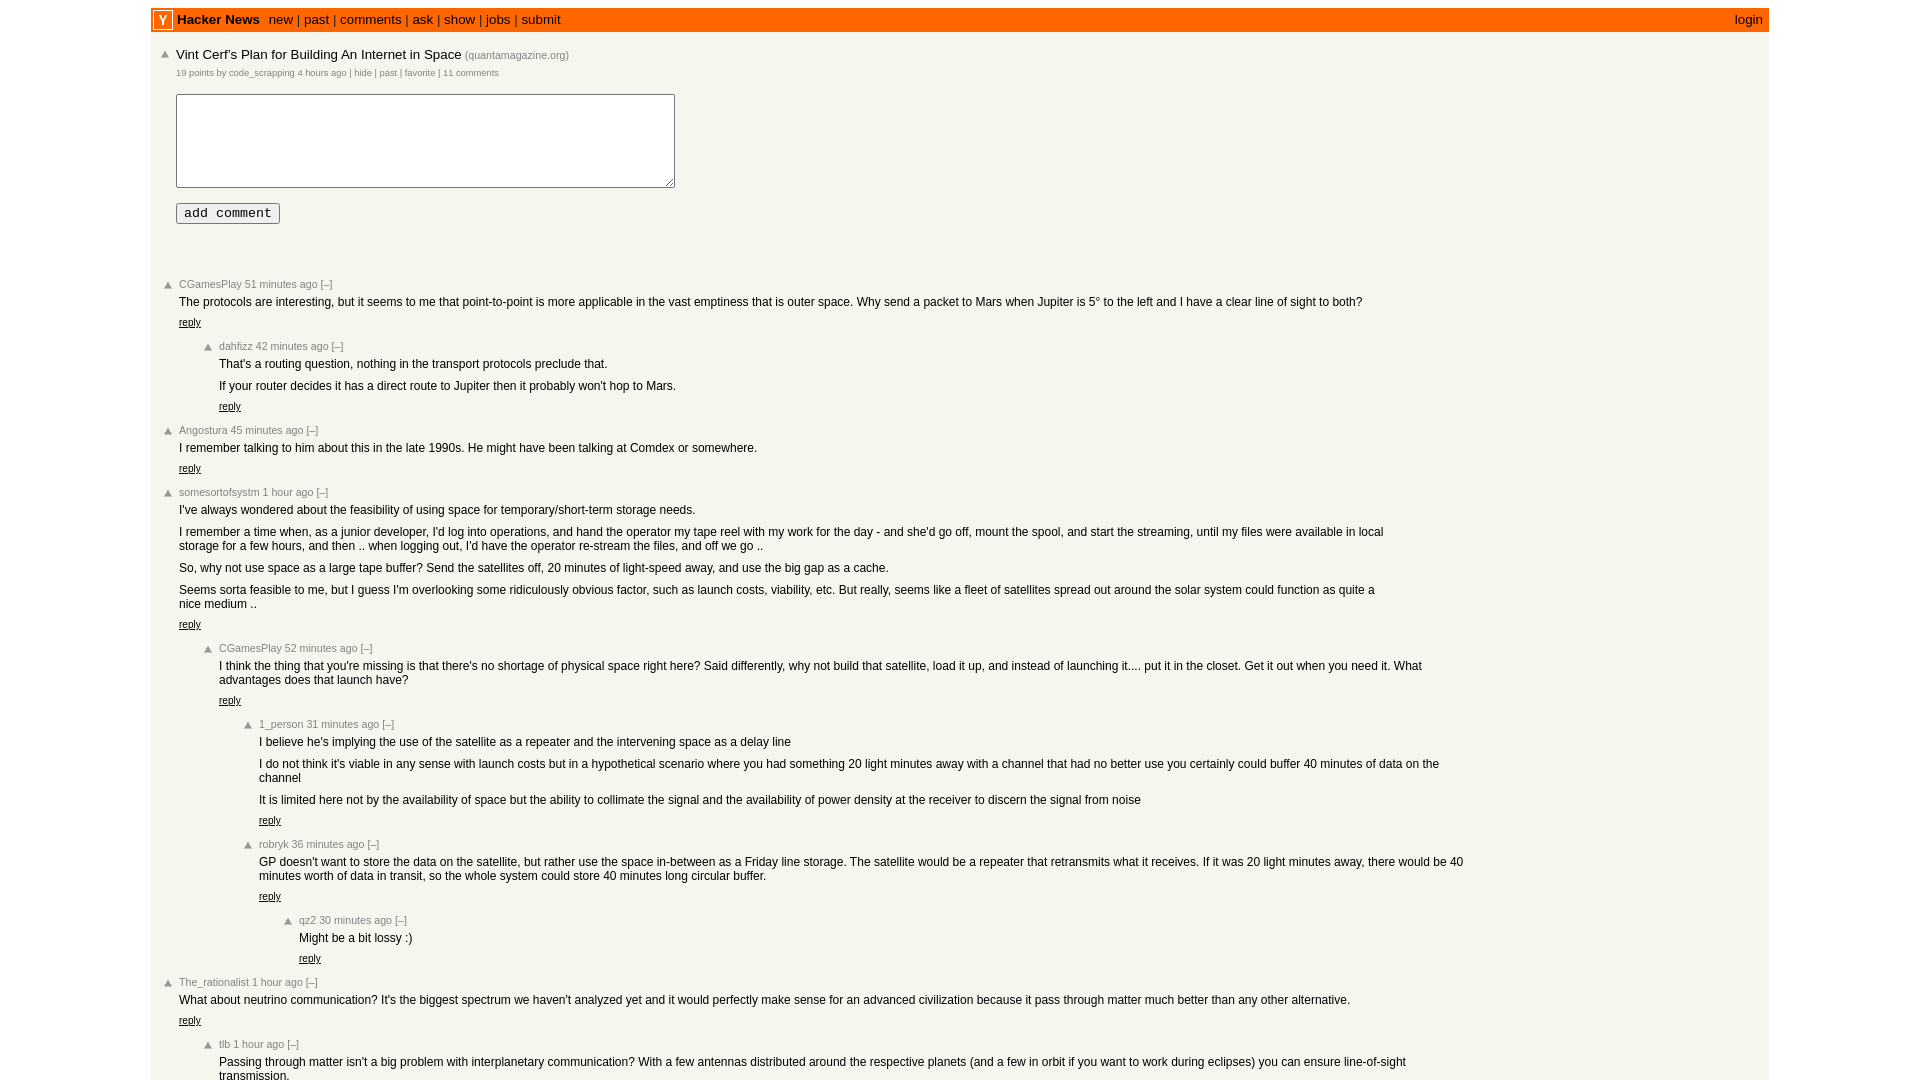 Y Hacker News new | past | comments | ask | show | jobs | submit login
Vint Cerf's Plan for Building An Internet in Space (quantamagazine.org)
19 points by code_scrapping 4 hours ago | hide | past | favorite | 11 comments
add comment
CGamesPlay 51 minutes ago [–]
The protocols are interesting, but it seems to me that point-to-point is more applicable in the vast emptiness that is outer space. Why send a packet to Mars when Jupiter is 5° to the left and I have a clear line of sight to both?
reply
dahfizz 42 minutes ago [–]
That's a routing question, nothing in the transport protocols preclude that.
If your router decides it has a direct route to Jupiter then it probably won't hop to Mars.
reply
Angostura 45 minutes ago [–]
I remember talking to him about this in the late 1990s. He might have been talking at Comdex or somewhere.
reply
somesortofsystm 1 hour ago [–]
I've always wondered about the feasibility of using space for temporary/short-term storage needs.
I remember a time when, as a junior developer, I'd log into operations, and hand the operator my tape reel with my work for the day - and she'd go off, mount the spool, and start the streaming, until my files were available in local
storage for a few hours, and then .. when logging out, I'd have the operator re-stream the files, and off we go ..
So, why not use space as a large tape buffer? Send the satellites off, 20 minutes of light-speed away, and use the big gap as a cache.
Seems sorta feasible to me, but I guess I'm overlooking some ridiculously obvious factor, such as launch costs, viability, etc. But really, seems like a fleet of satellites spread out around the solar system could function as quite a
nice medium ..
reply
CGamesPlay 52 minutes ago [–]
I think the thing that you're missing is that there's no shortage of physical space right here? Said differently, why not build that satellite, load it up, and instead of launching it.... put it in the closet. Get it out when you need it. What
advantages does that launch have?
reply
1_person 31 minutes ago [–]
I believe he's implying the use of the satellite as a repeater and the intervening space as a delay line
I do not think it's viable in any sense with launch costs but in a hypothetical scenario where you had something 20 light minutes away with a channel that had no better use you certainly could buffer 40 minutes of data on the
channel
It is limited here not by the availability of space but the ability to collimate the signal and the availability of power density at the receiver to discern the signal from noise
reply
robryk 36 minutes ago [–]
GP doesn't want to store the data on the satellite, but rather use the space in-between as a Friday line storage. The satellite would be a repeater that retransmits what it receives. If it was 20 light minutes away, there would be 40
minutes worth of data in transit, so the whole system could store 40 minutes long circular buffer.
reply
qz2 30 minutes ago [–]
Might be a bit lossy :)
reply
The_rationalist 1 hour ago [–]
What about neutrino communication? It's the biggest spectrum we haven't analyzed yet and it would perfectly make sense for an advanced civilization because it pass through matter much better than any other alternative.
reply
tlb 1 hour ago [–]
Passing through matter isn't a big problem with interplanetary communication? With a few antennas distributed around the respective planets (and a few in orbit if you want to work during eclipses) you can ensure line-of-sight
transmission.